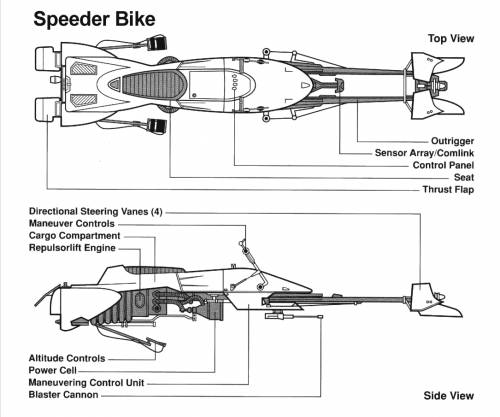 Speeder Bike
Top View
Outrigger
Sensor Array/Comlink
Control Panel
Seat
Thrust Flap
Directional Steering Vanes (4)
Maneuver Controls
Cargo Compartment
Repulsorlift Engine
Altitude Controls
Power Cell
Maneuvering Control Unit
Blaster Cannon
Side View